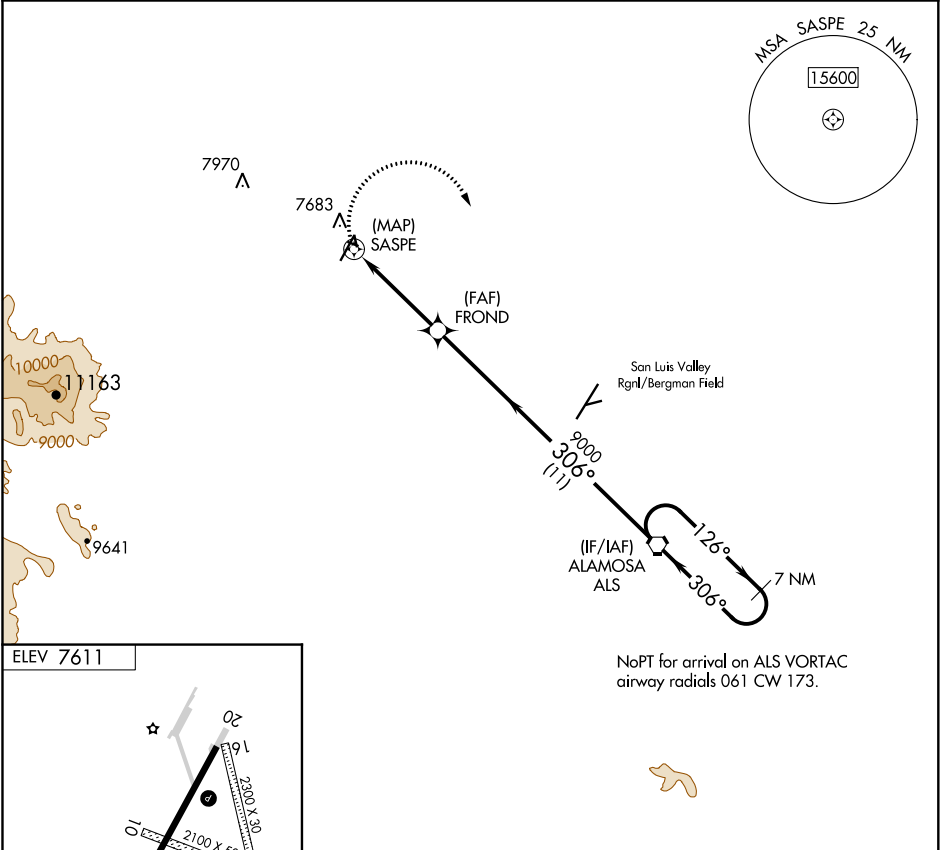 MSA SASPE 25 NM
15600
7970
7683
(MAP)
SASPE
(FAF)
FROND
San Luis Valley
Rgnl/Bergman Field
10000
11163
9000
9000
306°
(11)
9641
(IF/IAF)
ALAMOSA
ALS
126°
306°
7 NM
NoPT for arrival on ALS VORTAC
airway radials 061 CW 173.
ELEV 7611
20
16
2300 X 30
P
10
2100 X